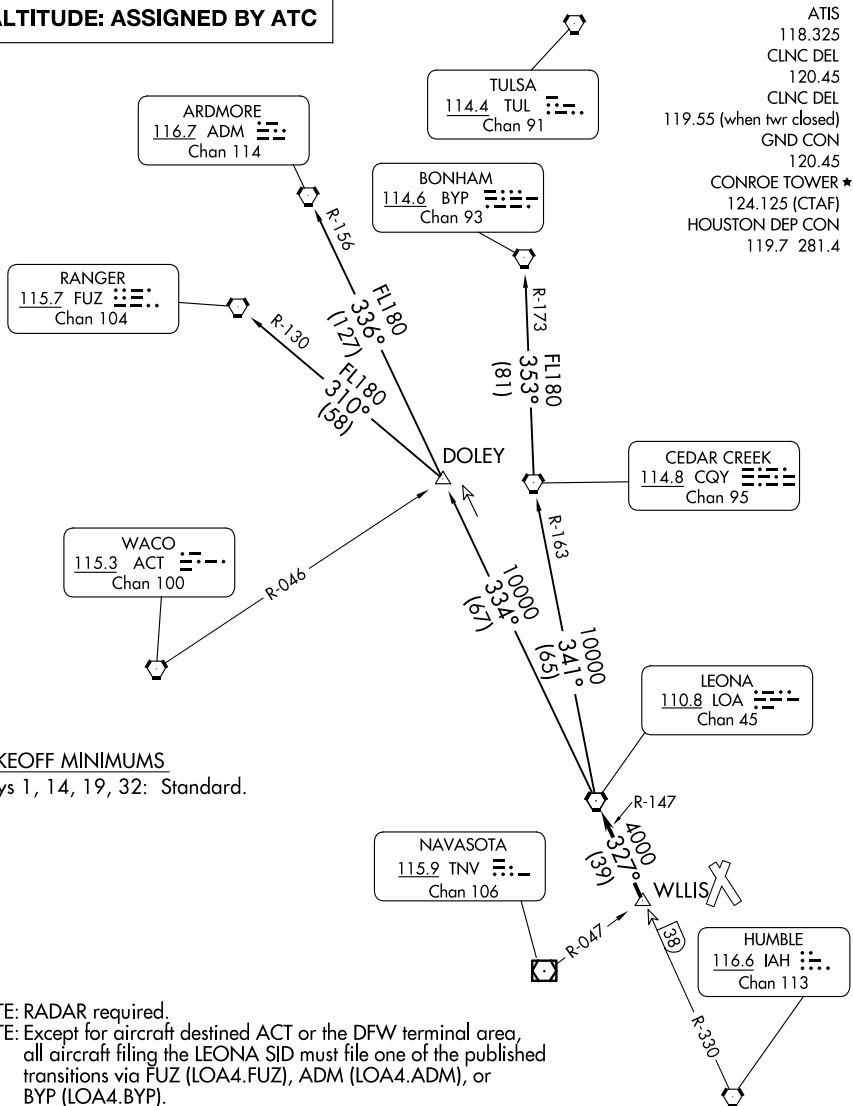 ALTITUDE: ASSIGNED BY ATC
ATIS
118.325
CLNC DEL
120.45
CLNC DEL
119.55 (when twr closed)
GND CON
120.45
CONROE TOWER ★
124.125 (CTAF)
HOUSTON DEP CON
119.7 281.4
TULSA
114.4 TUL
Chan 91
ARDMORE
116.7 ADM
Chan 114
BONHAM
114.6 BYP
Chan 93
R-156
RANGER
115.7 FUZ
Chan 104
R-130
FL180
336°
(127)
FL180
310°
(58)
R-173
FL180
353°
(81)
DOLEY
CEDAR CREEK
114.8 CQY
Chan 95
R-163
WACO
115.3 ACT
Chan 100
R-046
10000
334°
(67)
10000
341°
(65)
LEONA
110.8 LOA
Chan 45
KEOFF MINIMUMS
ys 1, 14, 19, 32: Standard.
R-147
4000
327°
(39)
NAVASOTA
115.9 TNV
Chan 106
WLLIS
R-047
38
HUMBLE
116.6 IAH
Chan 113
R-330
TE: RADAR required.
TE: Except for aircraft destined ACT or the DFW terminal area,
all aircraft filing the LEONA SID must file one of the published
transitions via FUZ (LOA4.FUZ), ADM (LOA4.ADM), or
BYP (LOA4.BYP).